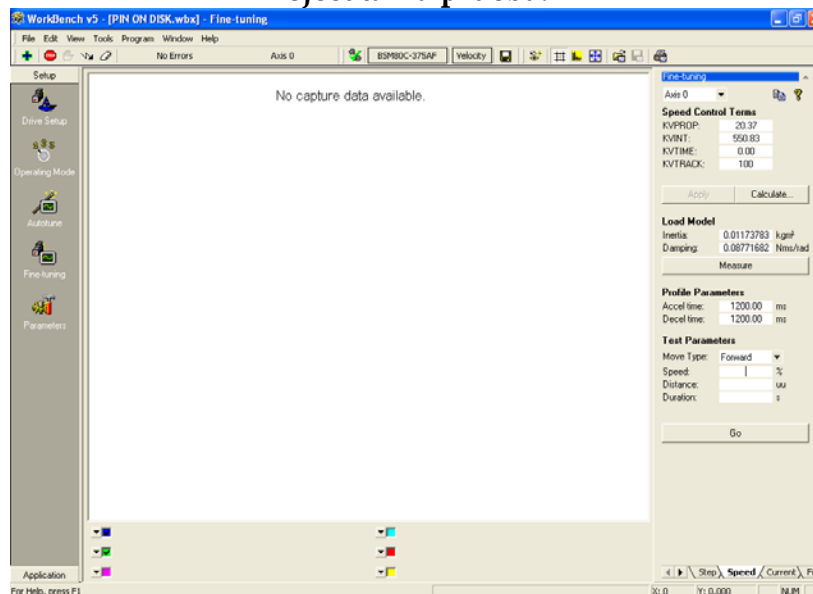 WorkBench v5 - [PIN ON DISK.wbx] - Fine-tuning
File Edit View Tools Program Window Help
No Errors Axis 0 BSM80C-375AF Velocity
Setup
Drive Setup
Operating Mode
Autotune
Fine-tuning
Parameters
Application
No capture data available.
Fine-tuning
Axis 0
Speed Control Terms
KVPROP: 20.37
KVINT: 550.83
KVTIME: 0.00
KVTRACK: 100
Apply Calculate...
Load Model
Inertia: 0.01173783 kgm²
Damping: 0.08771682 Nms/rad
Measure
Profile Parameters
Accel time: 1200.00 ms
Decel time: 1200.00 ms
Test Parameters
Move Type: Forward
Speed: %
Distance: uu
Duration: s
Go
Step Speed Current
For Help, press F1 X: 0 Y: 0.000 NUM